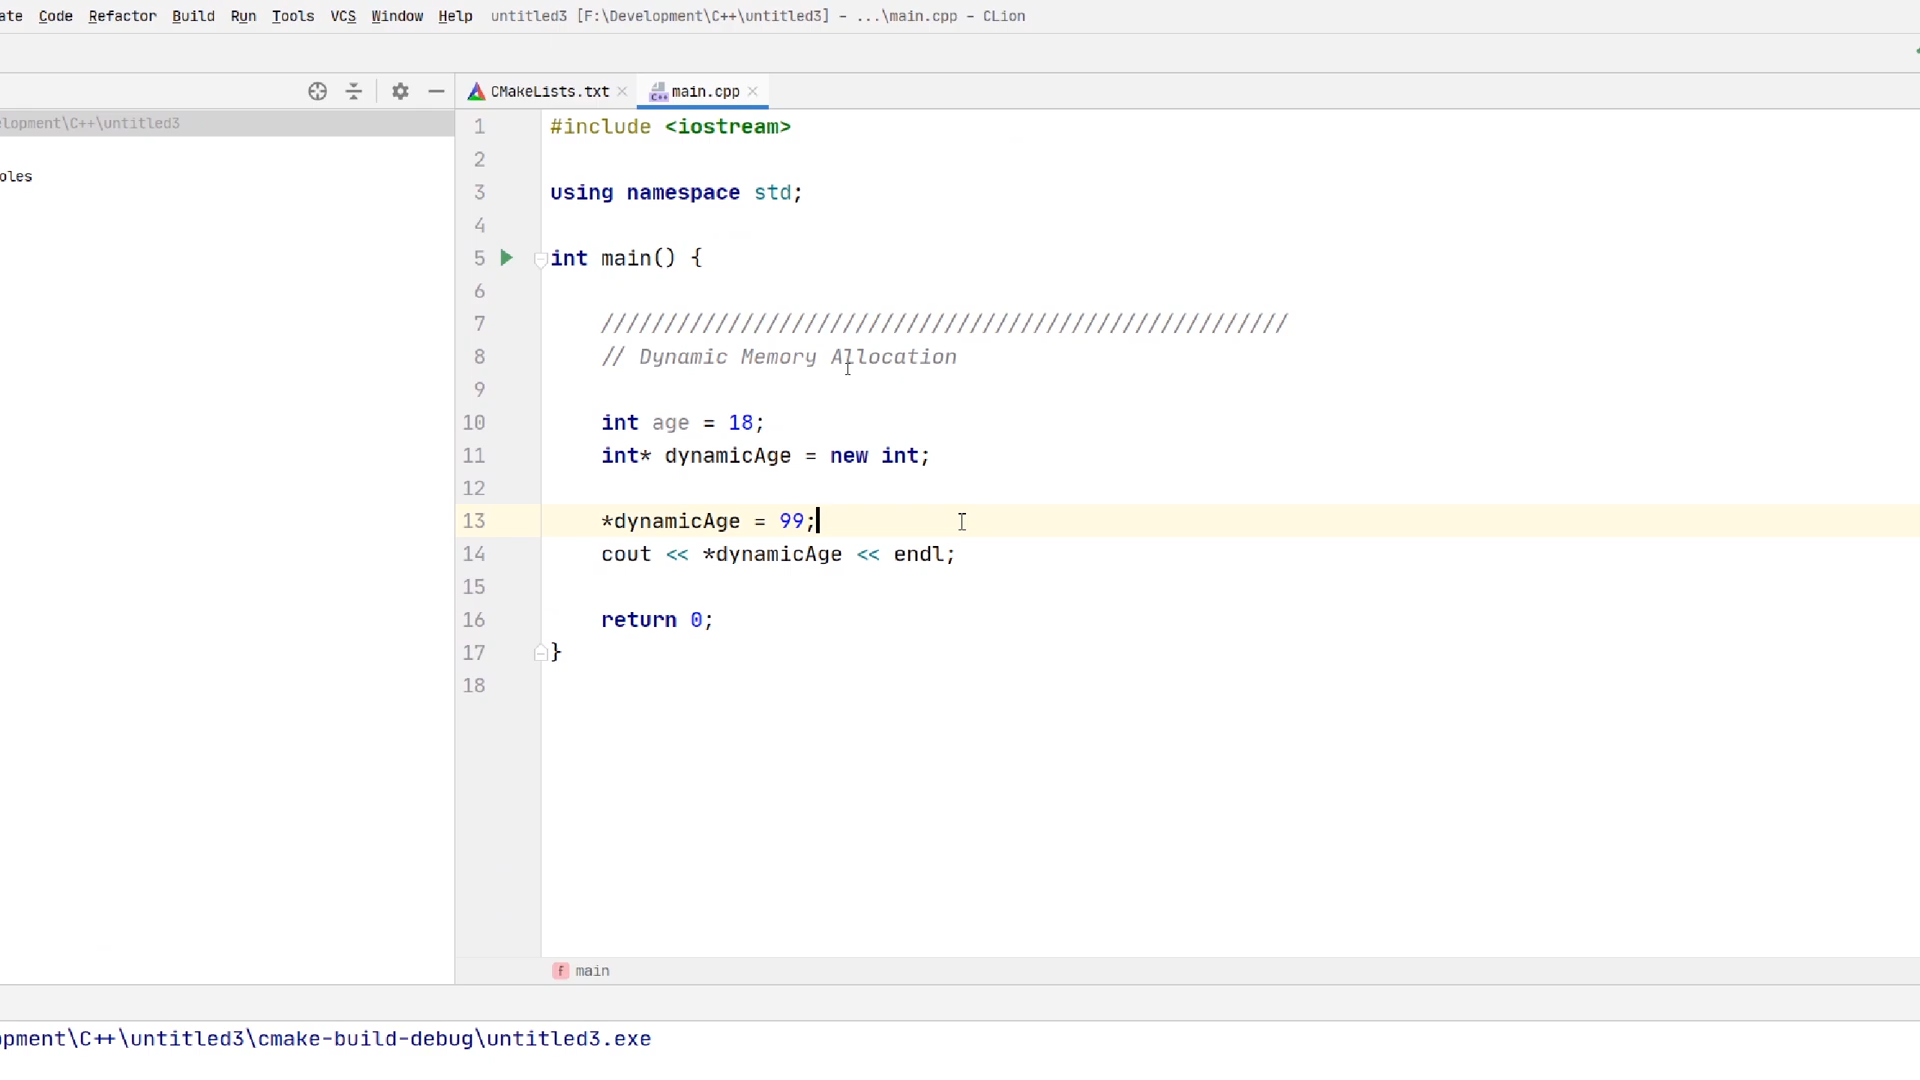 ate Code Refactor Build Run Tools VCS Window Help untitled3 [F:\Development\C++\untitled3] - ...\main.cpp - CLion
CMakeLists.txt main.cpp
elopment\C++\untitled3
oles
1 #include <iostream>
2
3 using namespace std;
4
5 int main() {
6
7 //////////////////////////////////////////////////////
8 // Dynamic Memory Allocation
9
10 int age = 18;
11 int* dynamicAge = new int;
12
13 *dynamicAge = 99;
14 cout << *dynamicAge << endl;
15
16 return 0;
17 }
18
f main
opment\C++\untitled3\cmake-build-debug\untitled3.exe